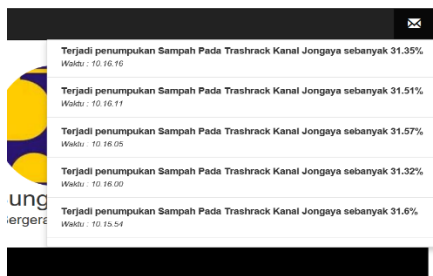 Terjadi penumpukan Sampah Pada Trashrack Kanal Jongaya sebanyak 31.35%
Waktu : 10.16.16
Terjadi penumpukan Sampah Pada Trashrack Kanal Jongaya sebanyak 31.51%
Waktu : 10.16.11
Terjadi penumpukan Sampah Pada Trashrack Kanal Jongaya sebanyak 31.57%
Waktu : 10.16.05
Terjadi penumpukan Sampah Pada Trashrack Kanal Jongaya sebanyak 31.32%
Waktu : 10.16.00
ung
Terjadi penumpukan Sampah Pada Trashrack Kanal Jongaya sebanyak 31.6%
ergera
Waktu : 10.15.54